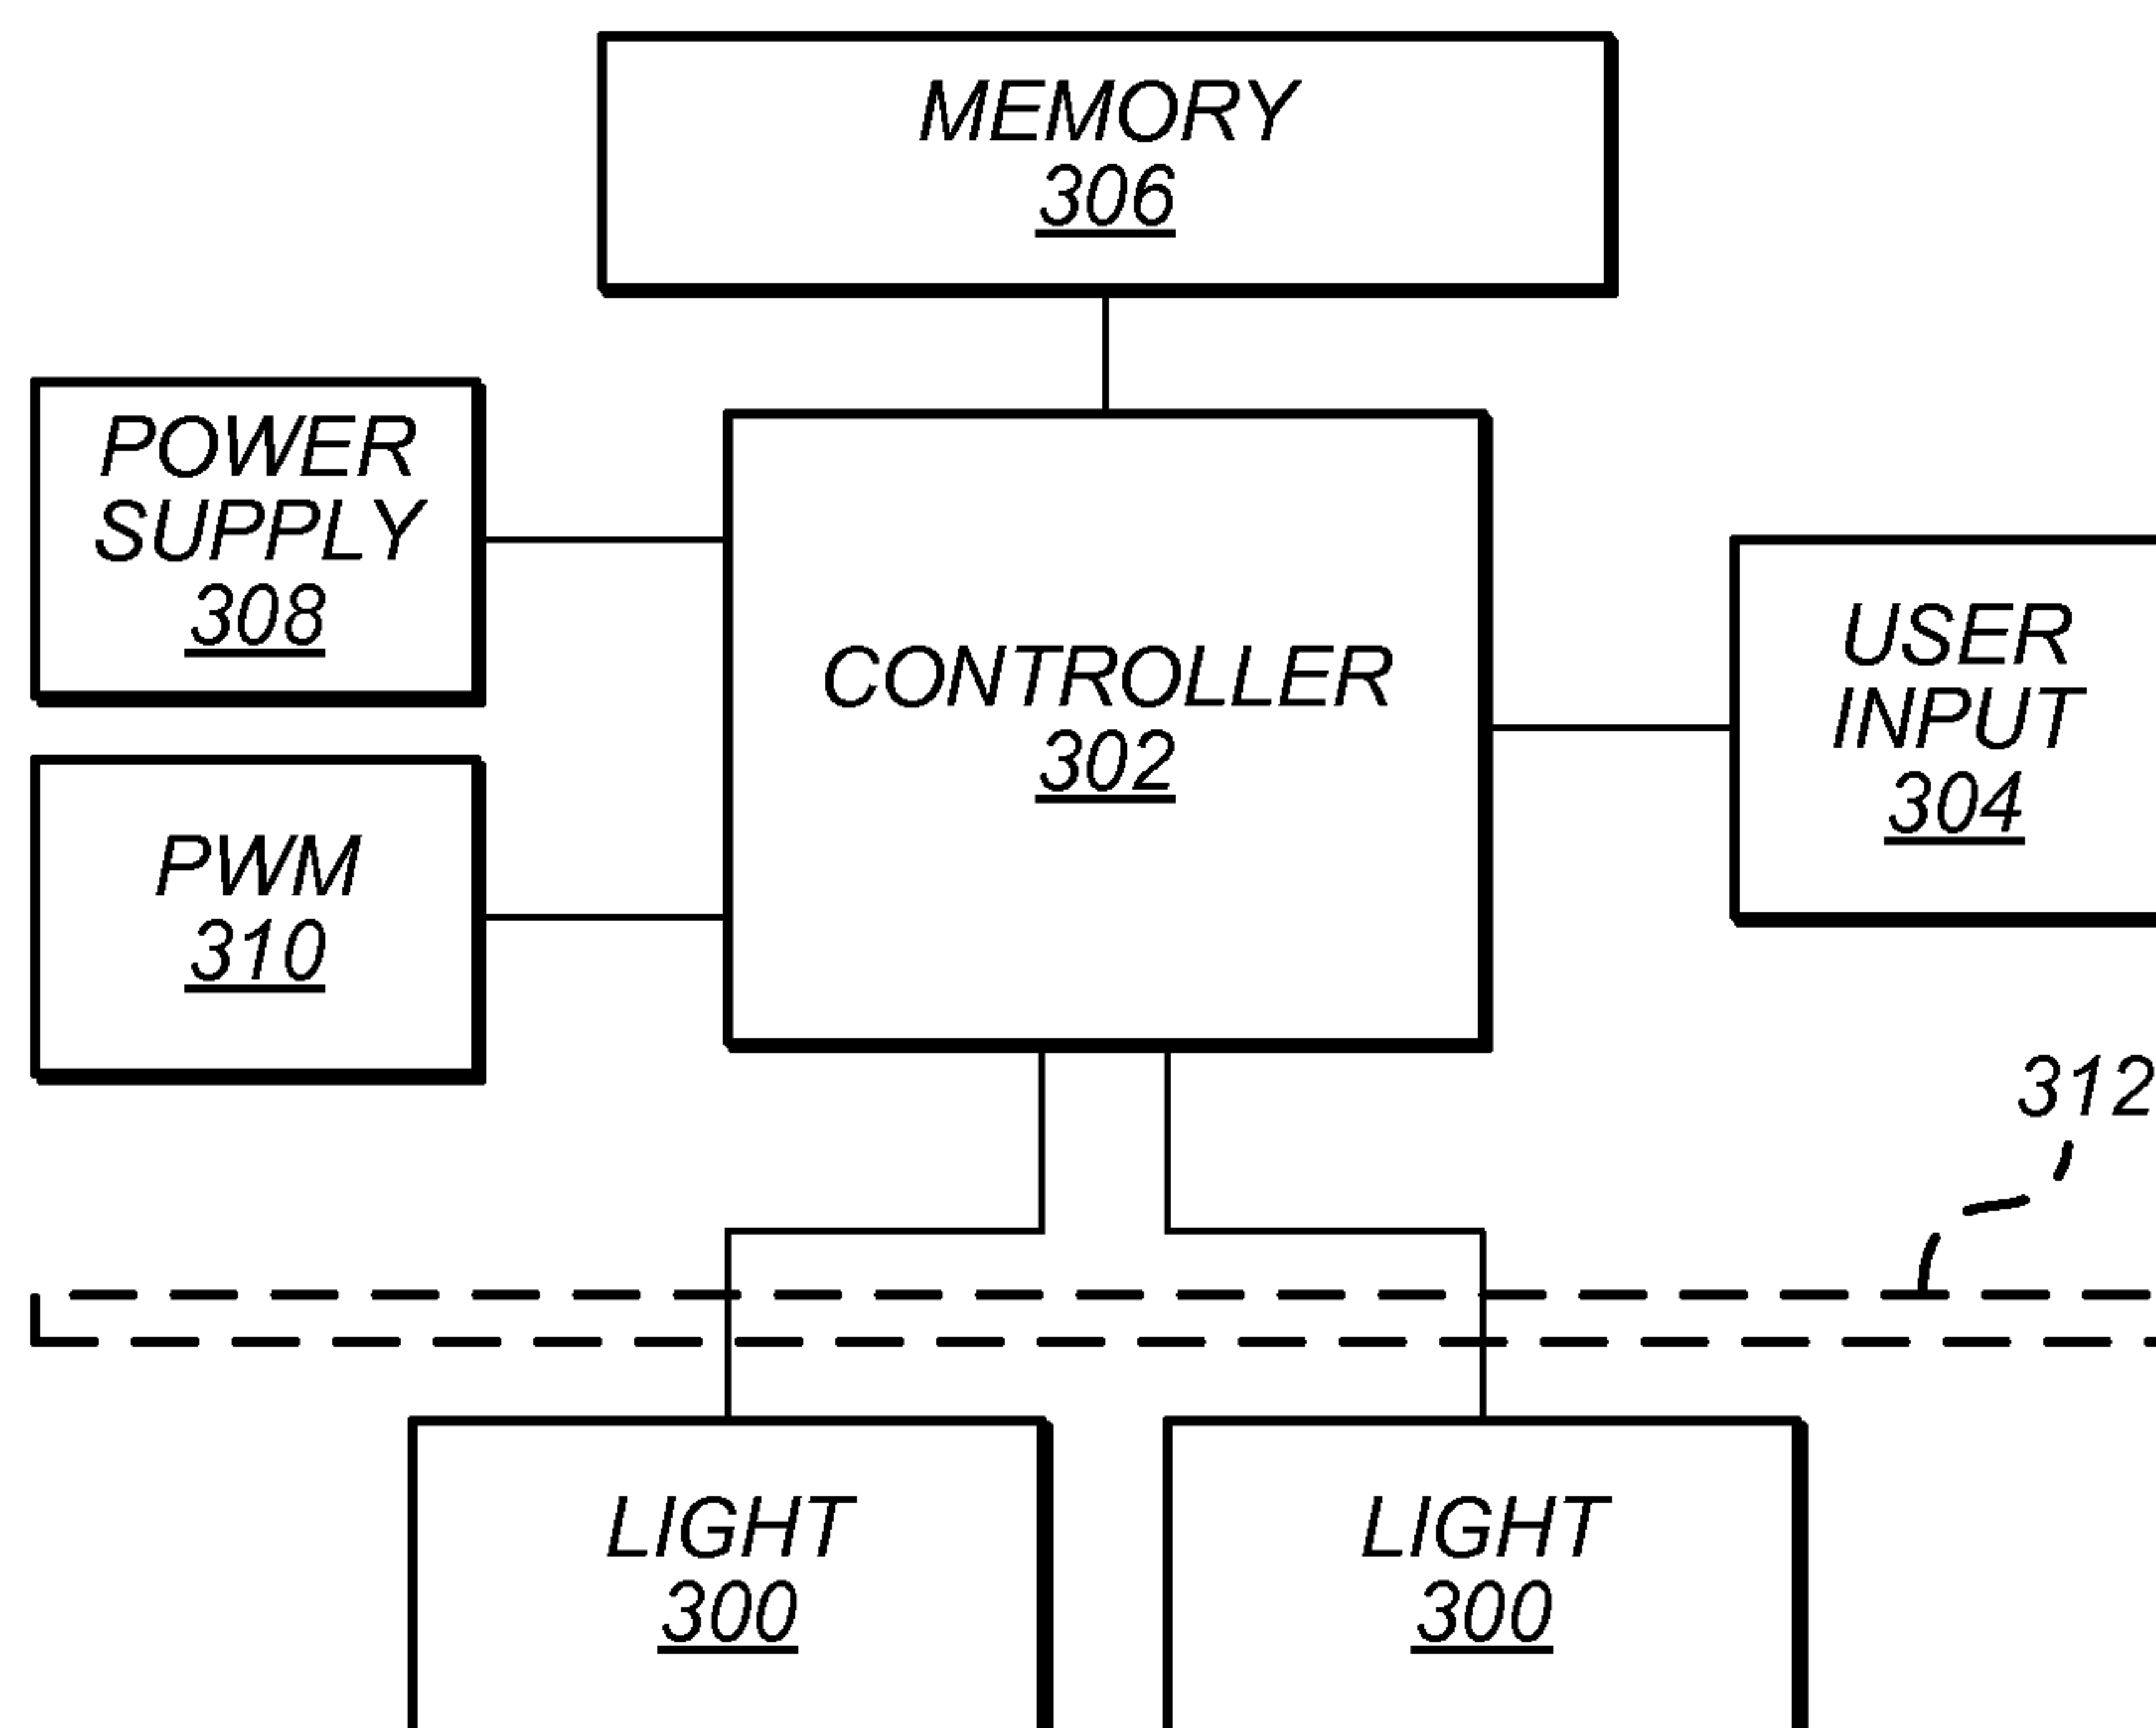 MEMORY
306
POWER
SUPPLY
308
CONTROLLER
302
USER
INPUT
304
PWM
310
312
LIGHT
300
LIGHT
300